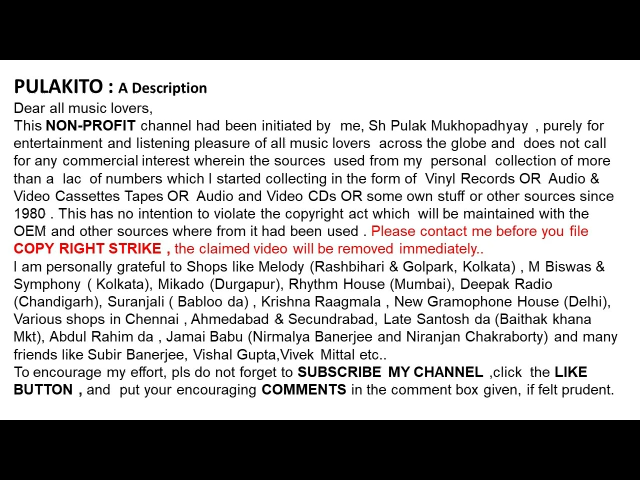 PULAKITO : A Description
Dear all music lovers,
This NON-PROFIT channel had been initiated by me, Sh Pulak Mukhopadhyay , purely for
entertainment and listening pleasure of all music lovers across the globe and does not call
for any commercial interest wherein the sources used from my personal collection of more
than a lac of numbers which I started collecting in the form of Vinyl Records OR Audio &
Video Cassettes Tapes OR Audio and Video CDs OR some own stuff or other sources since
1980 . This has no intention to violate the copyright act which will be maintained with the
OEM and other sources where from it had been used . Please contact me before you file
COPY RIGHT STRIKE , the claimed video will be removed immediately..
I am personally grateful to Shops like Melody (Rashbihari & Golpark, Kolkata) , M Biswas &
Symphony ( Kolkata), Mikado (Durgapur), Rhythm House (Mumbai), Deepak Radio
(Chandigarh), Suranjali ( Babloo da) , Krishna Raagmala , New Gramophone House (Delhi),
Various shops in Chennai , Ahmedabad & Secundrabad, Late Santosh da (Baithak khana
Mkt), Abdul Rahim da , Jamai Babu (Nirmalya Banerjee and Niranjan Chakraborty) and many
friends like Subir Banerjee, Vishal Gupta,Vivek Mittal etc..
To encourage my effort, pls do not forget to SUBSCRIBE MY CHANNEL ,click the LIKE
BUTTON , and put your encouraging COMMENTS in the comment box given, if felt prudent.